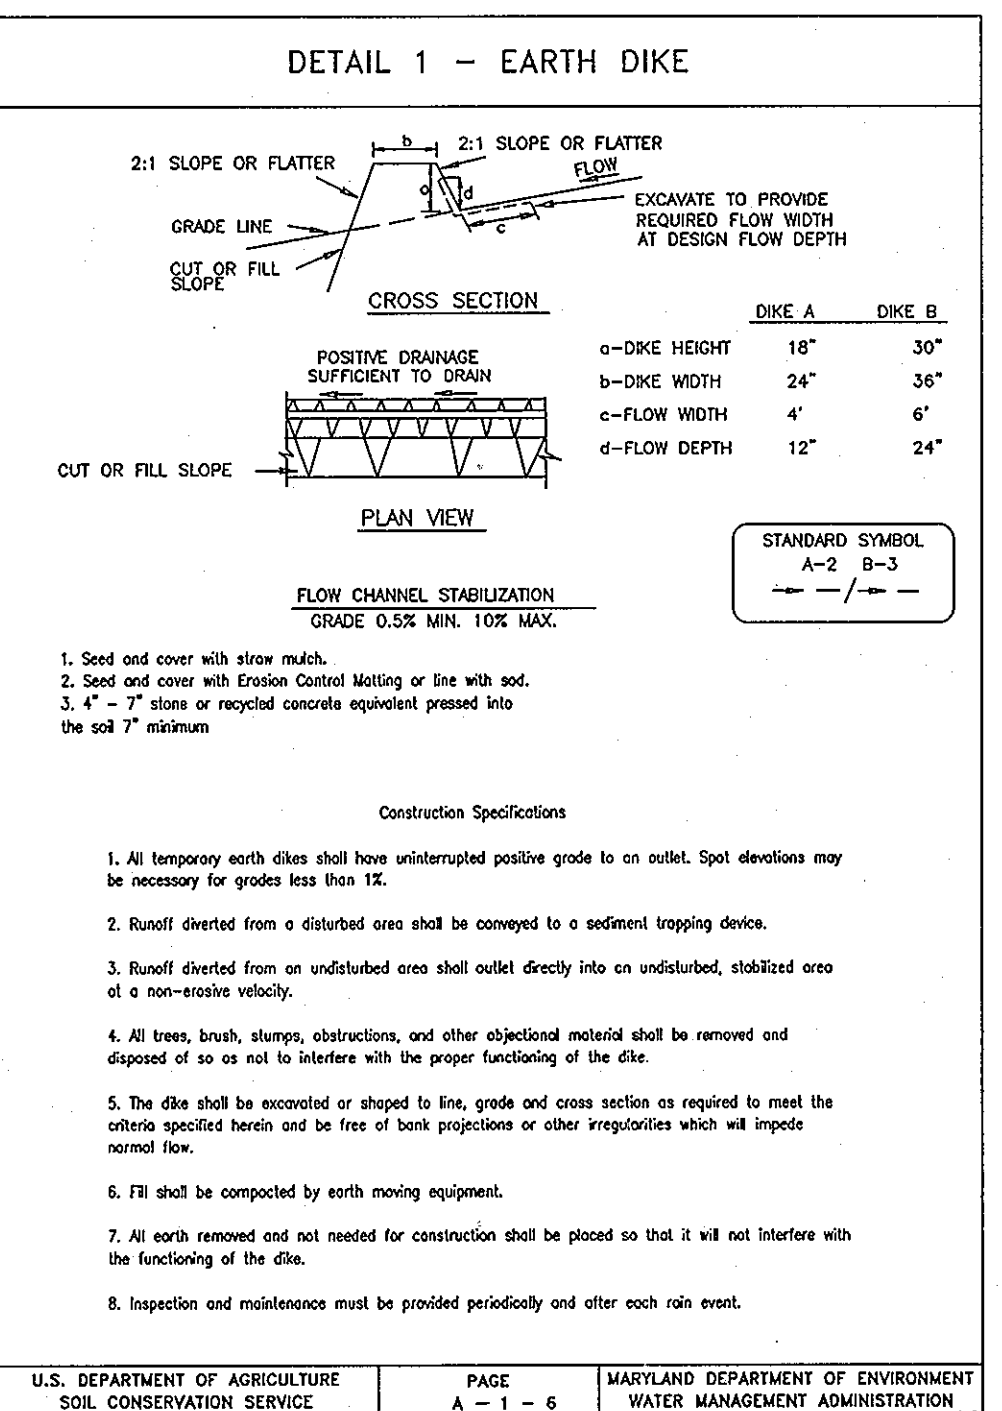 DETAIL 1 – EARTH DIKE
b
2:1 SLOPE OR FLATTER
2:1 SLOPE OR FLATTER
FLOW
a
d
EXCAVATE TO PROVIDE
REQUIRED FLOW WIDTH
AT DESIGN FLOW DEPTH
GRADE LINE
c
CUT OR FILL
SLOPE
CROSS SECTION
DIKE A DIKE B
a-DIKE HEIGHT 18" 30"
b-DIKE WIDTH 24" 36"
c-FLOW WIDTH 4' 6'
d-FLOW DEPTH 12" 24"
POSITIVE DRAINAGE
SUFFICIENT TO DRAIN
CUT OR FILL SLOPE
PLAN VIEW
STANDARD SYMBOL
A-2 B-3
/
FLOW CHANNEL STABILIZATION
GRADE 0.5% MIN. 10% MAX.
1. Seed and cover with straw mulch.
2. Seed and cover with Erosion Control Matting or line with sod.
3. 4" – 7" stone or recycled concrete equivalent pressed into
the soil 7" minimum
Construction Specifications
1. All temporary earth dikes shall have uninterrupted positive grade to an outlet. Spot elevations may
be necessary for grades less than 1%.
2. Runoff diverted from a disturbed area shall be conveyed to a sediment trapping device.
3. Runoff diverted from an undisturbed area shall outlet directly into an undisturbed, stabilized area
at a non-erosive velocity.
4. All trees, brush, stumps, obstructions, and other objectional material shall be removed and
disposed of so as not to interfere with the proper functioning of the dike.
5. The dike shall be excavated or shaped to line, grade and cross section as required to meet the
criteria specified herein and be free of bank projections or other irregularities which will impede
normal flow.
6. Fill shall be compacted by earth moving equipment.
7. All earth removed and not needed for construction shall be placed so that it will not interfere with
the functioning of the dike.
8. Inspection and maintenance must be provided periodically and after each rain event.
U.S. DEPARTMENT OF AGRICULTURE
SOIL CONSERVATION SERVICE
PAGE
A – 1 – 6
MARYLAND DEPARTMENT OF ENVIRONMENT
WATER MANAGEMENT ADMINISTRATION